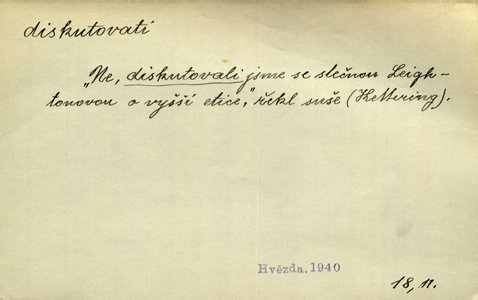 diskutovati
„Ne, diskutovali jsme se slečnou Leigh-
tonovou o vyšší etice," řekl suše (Kettering).
Hvězda.1940
18, 11.